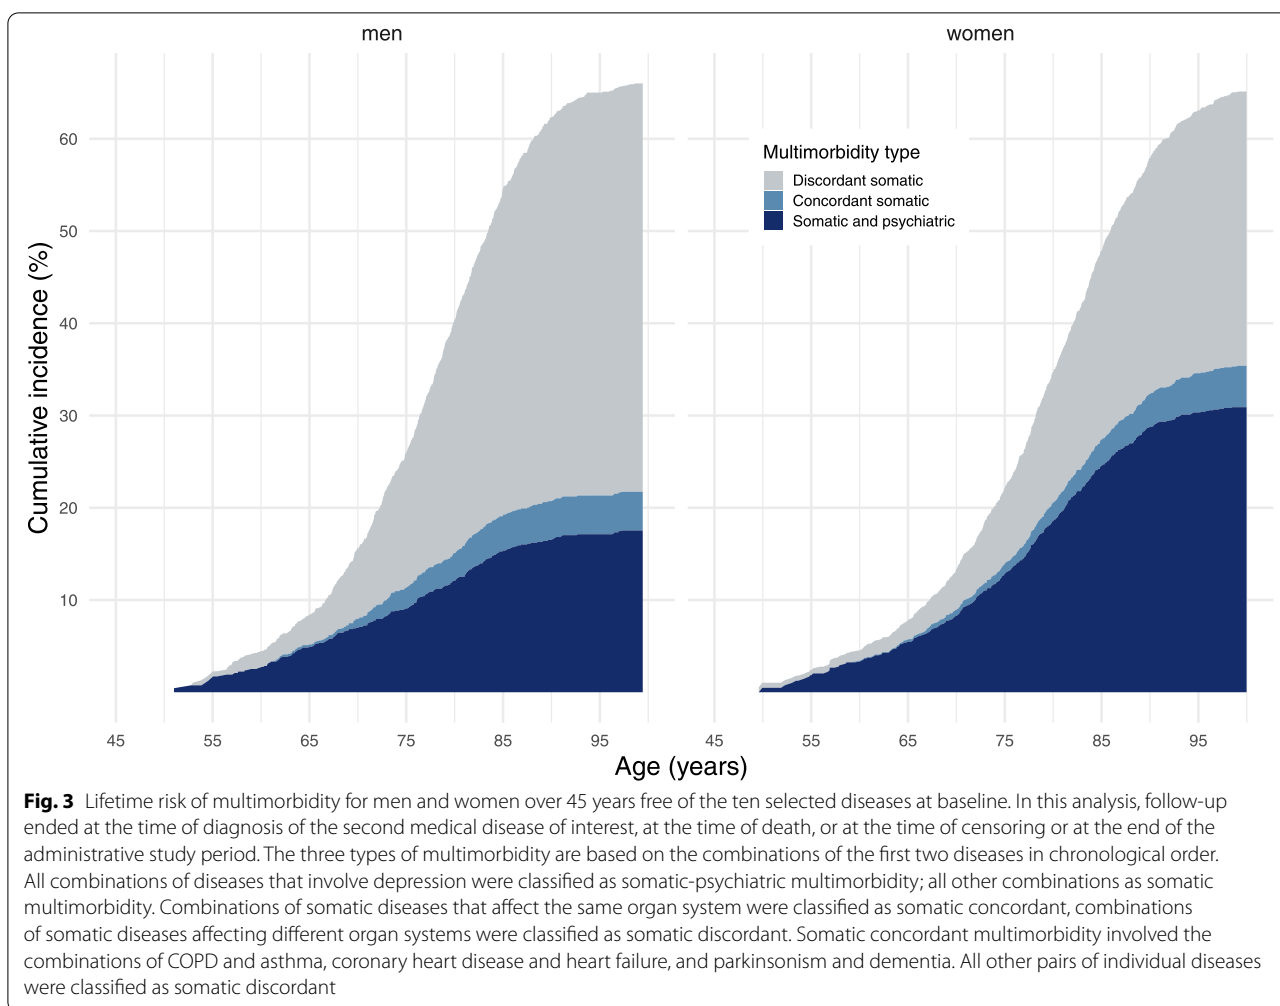 men
women
60
50
40
30
20
10
Cumulative incidence (%)
Multimorbidity type
Discordant somatic
Concordant somatic
Somatic and psychiatric
45 55 65 75 85 95
45 55 65 75 85 95
Age (years)
Fig. 3 Lifetime risk of multimorbidity for men and women over 45 years free of the ten selected diseases at baseline. In this analysis, follow-up
ended at the time of diagnosis of the second medical disease of interest, at the time of death, or at the time of censoring or at the end of the
administrative study period. The three types of multimorbidity are based on the combinations of the first two diseases in chronological order.
All combinations of diseases that involve depression were classified as somatic-psychiatric multimorbidity; all other combinations as somatic
multimorbidity. Combinations of somatic diseases that affect the same organ system were classified as somatic concordant, combinations
of somatic diseases affecting different organ systems were classified as somatic discordant. Somatic concordant multimorbidity involved the
combinations of COPD and asthma, coronary heart disease and heart failure, and parkinsonism and dementia. All other pairs of individual diseases
were classified as somatic discordant